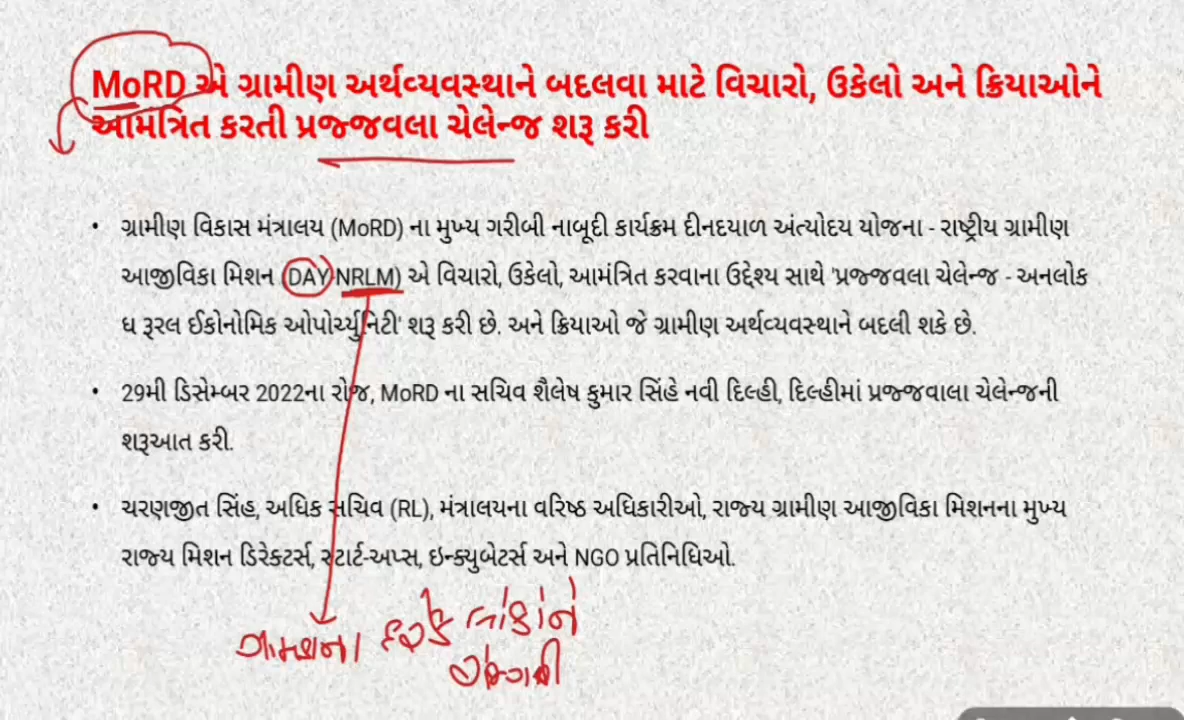 MoRD એ ગ્રામીણ અર્થવ્યવસ્થાને બદલવા માટે વિચારો, ઉકેલો અને ક્રિયાઓને
આમંત્રિત કરતી પ્રજ્જવલા ચેલેન્જ શરૂ કરી
• ગ્રામીણ વિકાસ મંત્રાલય (MoRD) ના મુખ્ય ગરીબી નાબૂદી કાર્યક્રમ દીનદયાળ અંત્યોદય યોજના - રાષ્ટ્રીય ગ્રામીણ
આજીવિકા મિશન (DAY-NRLM) એ વિચારો, ઉકેલો, આમંત્રિત કરવાના ઉદ્દેશ્ય સાથે 'પ્રજ્જવલા ચેલેન્જ - અનલોક
ધ રૂરલ ઈકોનોમિક ઓપોર્ચ્યુનિટી' શરૂ કરી છે. અને ક્રિયાઓ જે ગ્રામીણ અર્થવ્યવસ્થાને બદલી શકે છે.
• 29મી ડિસેમ્બર 2022ના રોજ, MoRD ના સચિવ શૈલેષ કુમાર સિંહે નવી દિલ્હી, દિલ્હીમાં પ્રજ્જવાલા ચેલેન્જની
શરૂઆત કરી.
• ચરણજીત સિંહ, અધિક સચિવ (RL), મંત્રાલયના વરિષ્ઠ અધિકારીઓ, રાજ્ય ગ્રામીણ આજીવિકા મિશનના મુખ્ય
રાજ્ય મિશન ડિરેક્ટર્સ, સ્ટાર્ટ-અપ્સ, ઇન્ક્યુબેટર્સ અને NGO પ્રતિનિધિઓ.
દરેક લોકોને